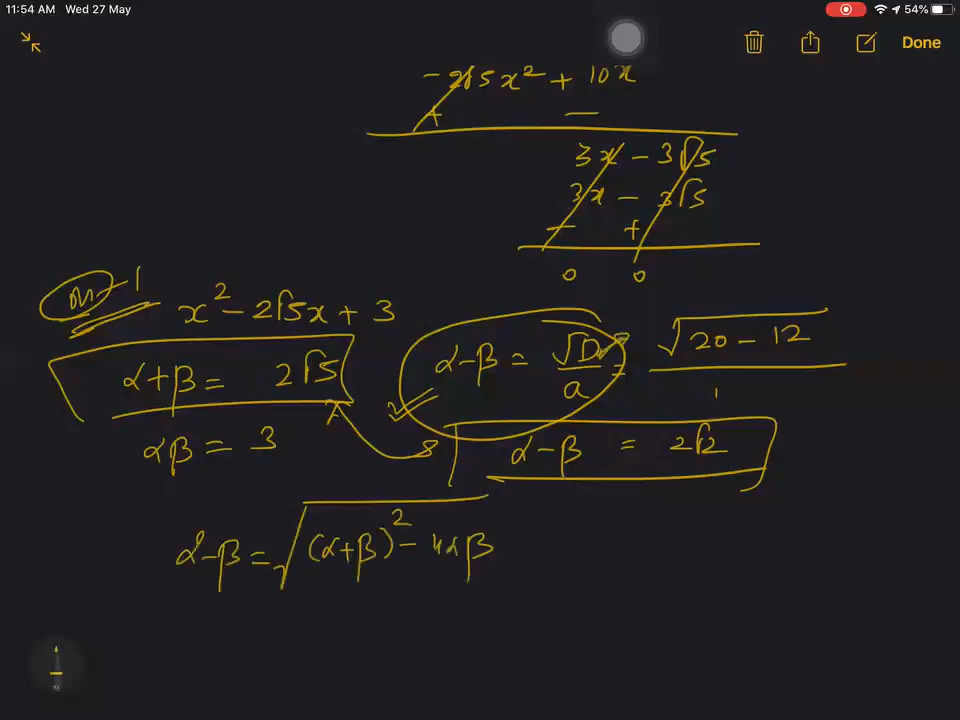 11:54 AM Wed 27 May 54%
Done
- 2√5x² + 10x
+ —
3x - 3√5
3x - 3√5
- +
0 0
x² - 2√5x + 3
α+β = 2√5
α-β = √D/a = √(20 - 12)/1
αβ = 3
α-β = 2√2
α-β = √((α+β)² - 4αβ)